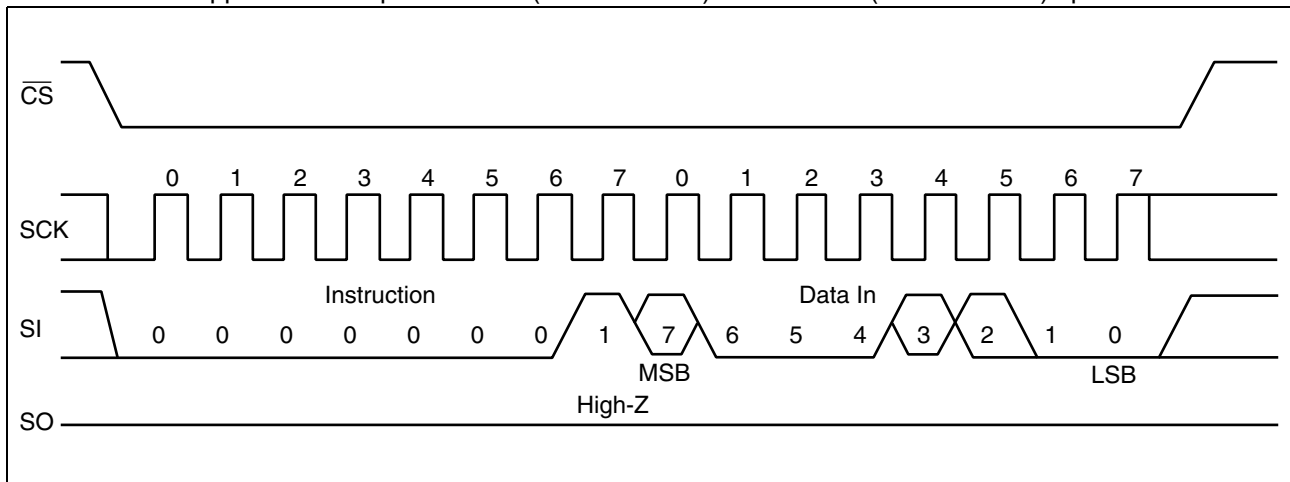 CS
0 1 2 3 4 5 6 7 0 1 2 3 4 5 6 7
SCK
Instruction Data In
SI 0 0 0 0 0 0 0 1 7 6 5 4 3 2 1 0
MSB LSB
High-Z
SO